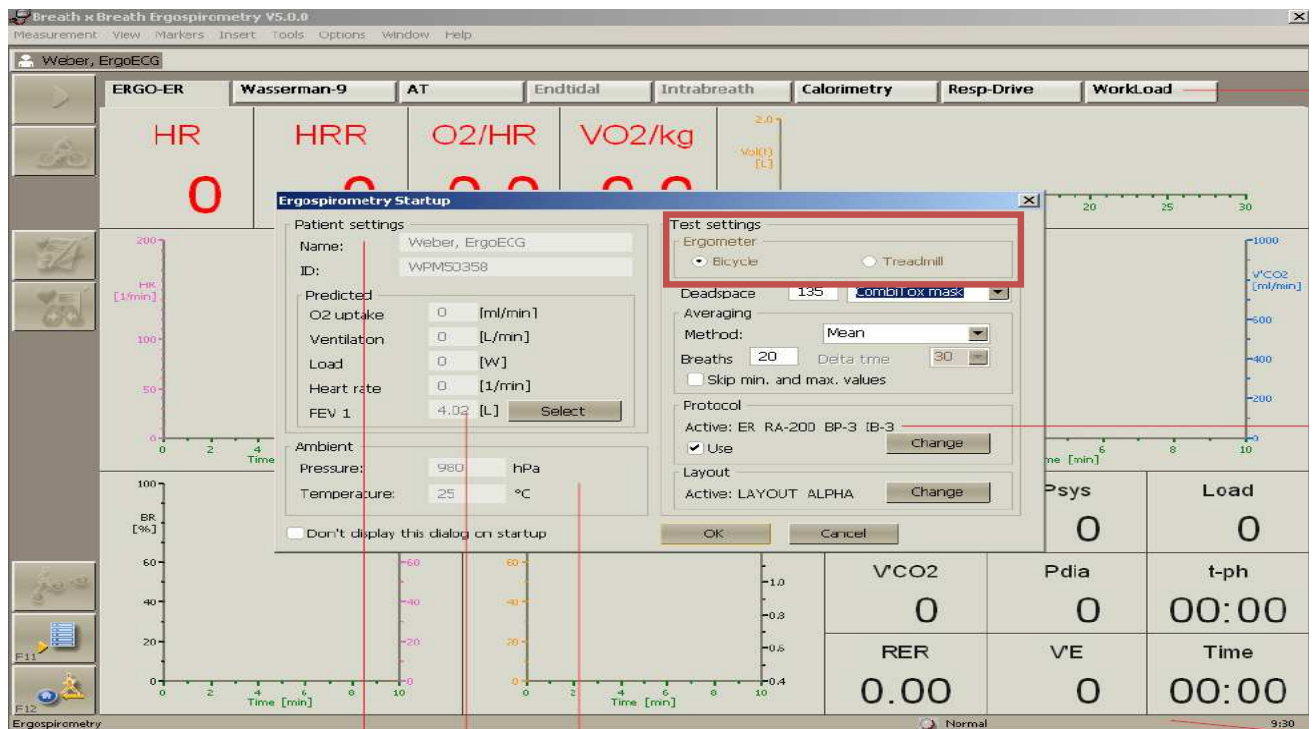 Breath x Breath Ergospirometry V5.0.0
Measurement View Markers Insert Tools Options Window Help
Weber, ErgoECG
ERGO-ER Wasserman-9 AT Endtidal Intrabreath Calorimetry Resp-Drive WorkLoad
HR HRR O2/HR VO2/kg
0
2.0
Vol(t)
[L]
20 25 30
Ergospirometry Startup
Patient settings
Name: Weber, ErgoECG
ID: WPM50358
Predicted
O2 uptake 0 [ml/min]
Ventilation 0 [L/min]
Load 0 [W]
Heart rate 0 [1/min]
FEV 1 4.02 [L] Select
Ambient
Pressure: 980 hPa
Temperature: 25 °C
Don't display this dialog on startup
Test settings
Ergometer
Bicycle Treadmill
Deadspace 135 CombiTox mask
Averaging
Method: Mean
Breaths 20 Delta time 30
Skip min. and max. values
Protocol
Active: ER RA-200 BP-3 IB-3
Use Change
Layout
Active: LAYOUT ALPHA Change
OK Cancel
200
HR
[1/min]
100
50
0
0 2 4
Time
1000
V'CO2
[ml/min]
600
400
200
0
6 8 10
me [min]
100
BR
[%]
60
40
20
0
60
40
20
0
0 2 4 6 8 10
Time [min]
60
40
20
0
1.0
0.8
0.6
0.4
0 2 4 6 8 10
Time [min]
Psys Load
0 0
V'CO2 Pdia t-ph
0 0 00:00
RER V'E Time
0.00 0 00:00
F11
F12
Ergospirometry Normal 9:30